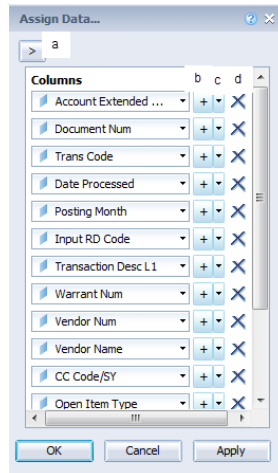 Assign Data... ?
> a
Columns b c d
Account Extended ... +
Document Num +
Trans Code +
Date Processed +
Posting Month +
Input RD Code +
Transaction Desc L1 +
Warrant Num +
Vendor Num +
Vendor Name +
CC Code/SY +
Open Item Type +
OK Cancel Apply